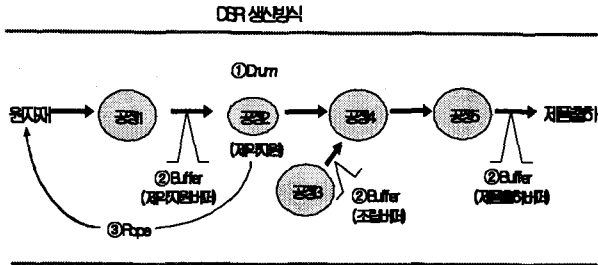 DBR 생산방식
①Drum
원자재
공정1
공정2
공정4
공정5
제품출하
(제약자원)
②Buffer
(제약자원버퍼)
공정3
②Buffer
(조립버퍼)
②Buffer
(제품출하버퍼)
③Rope